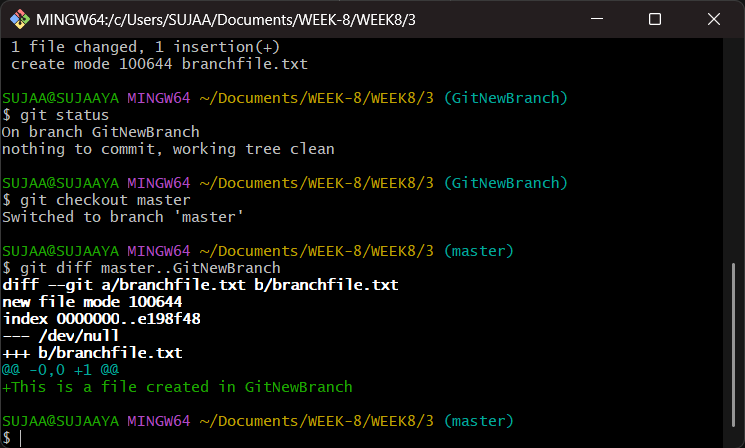 MINGW64:/c/Users/SUJAA/Documents/WEEK-8/WEEK8/3
1 file changed, 1 insertion(+)
create mode 100644 branchfile.txt
SUJAA@SUJAAYA MINGW64 ~/Documents/WEEK-8/WEEK8/3 (GitNewBranch)
$ git status
On branch GitNewBranch
nothing to commit, working tree clean
SUJAA@SUJAAYA MINGW64 ~/Documents/WEEK-8/WEEK8/3 (GitNewBranch)
$ git checkout master
Switched to branch 'master'
SUJAA@SUJAAYA MINGW64 ~/Documents/WEEK-8/WEEK8/3 (master)
$ git diff master..GitNewBranch
diff --git a/branchfile.txt b/branchfile.txt
new file mode 100644
index 0000000..e198f48
--- /dev/null
+++ b/branchfile.txt
@@ -0,0 +1 @@
+This is a file created in GitNewBranch
SUJAA@SUJAAYA MINGW64 ~/Documents/WEEK-8/WEEK8/3 (master)
$